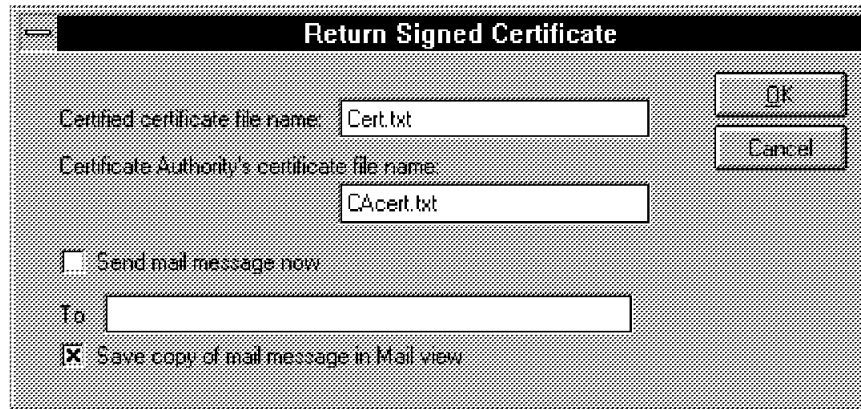 Return Signed Certificate
Certified certificate file name: Cert.txt
OK
Certificate Authority's certificate file name:
Cancel
CAcert.txt
Send mail message now
To
Save copy of mail message in Mail view